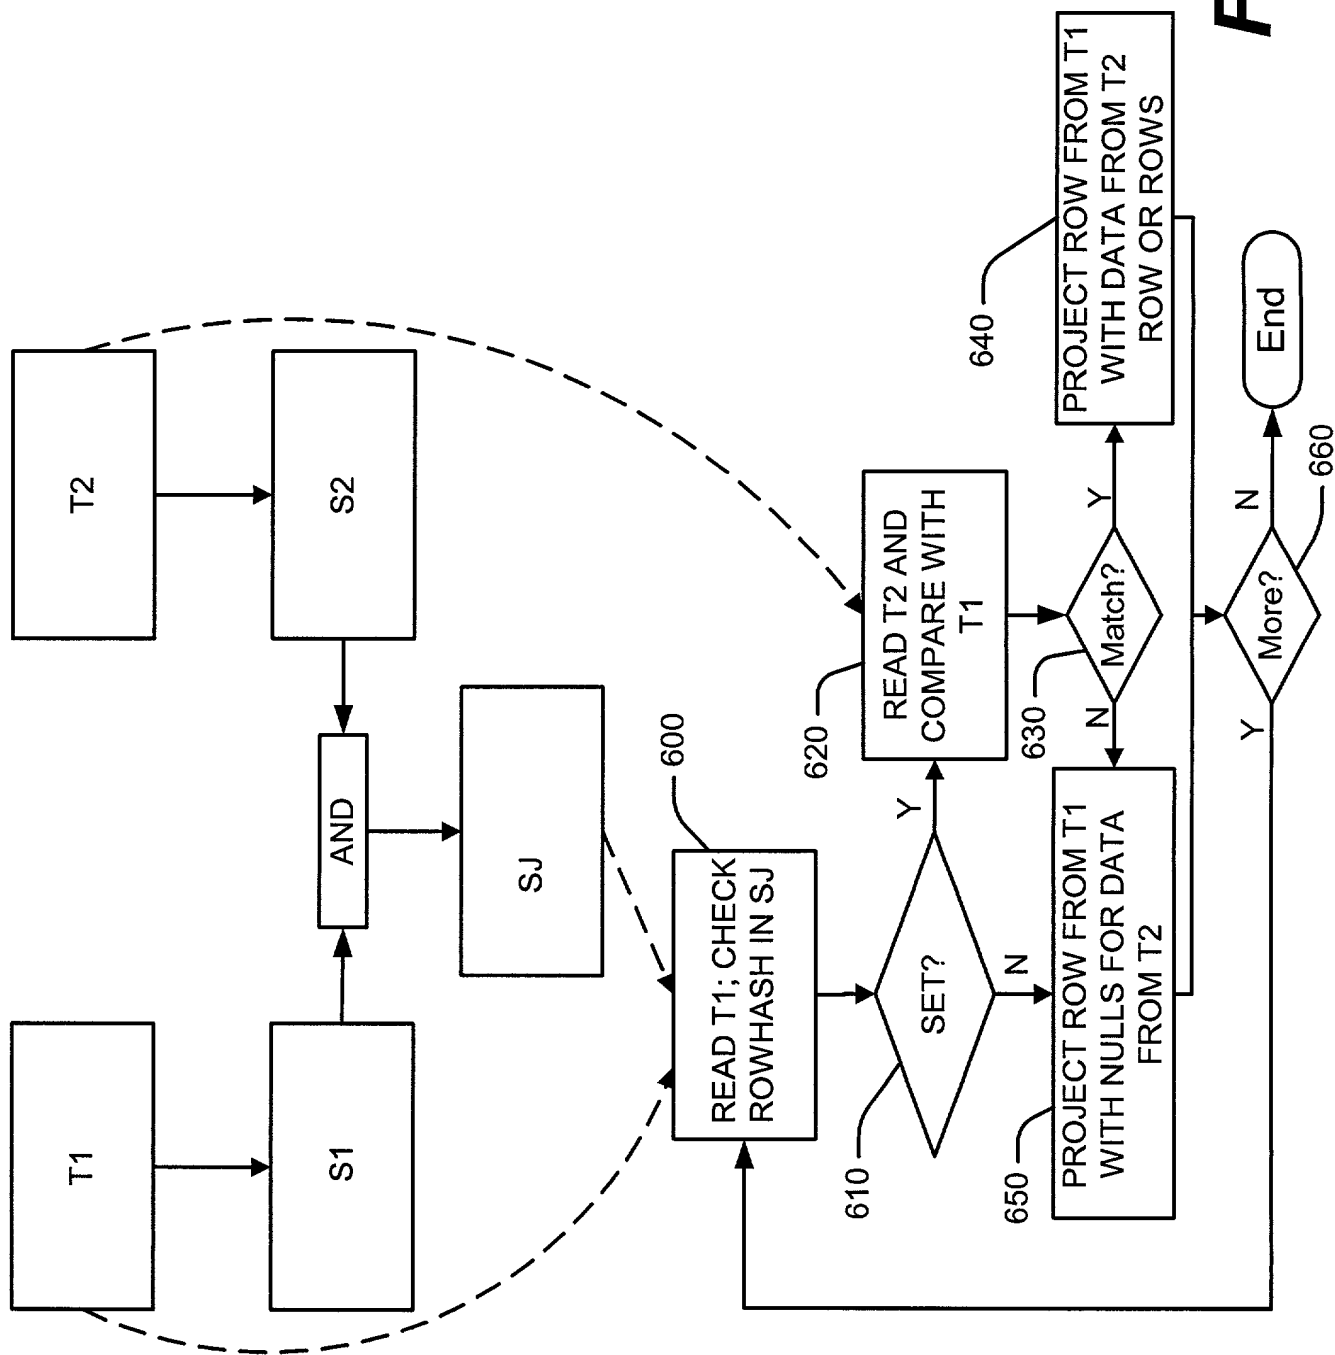 T1
T2
S1
AND
S2
SJ
600
READ T1; CHECK
ROWHASH IN SJ
610
SET?
Y
N
620
READ T2 AND
COMPARE WITH
T1
630
Match?
N
Y
640
PROJECT ROW FROM T1
WITH DATA FROM T2
ROW OR ROWS
650
PROJECT ROW FROM T1
WITH NULLS FOR DATA
FROM T2
More?
660
Y
N
End
F